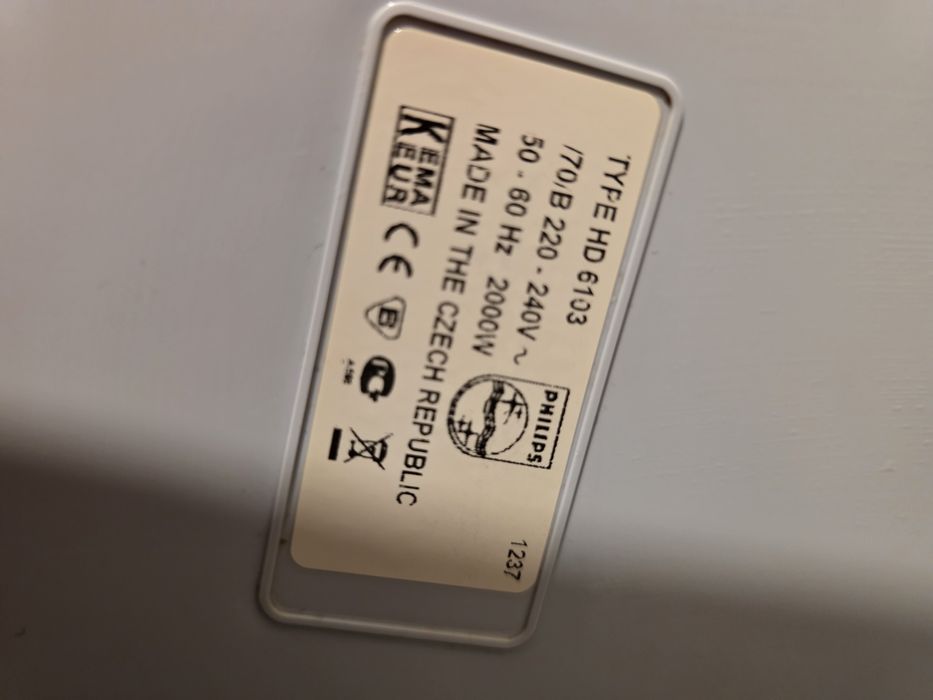 TYPE HD 6103
/70/B 220 - 240V ~
50 - 60 Hz 2000W
MADE IN THE CZECH REPUBLIC
PHILIPS
1237
KEMA
KEUR
CE
B